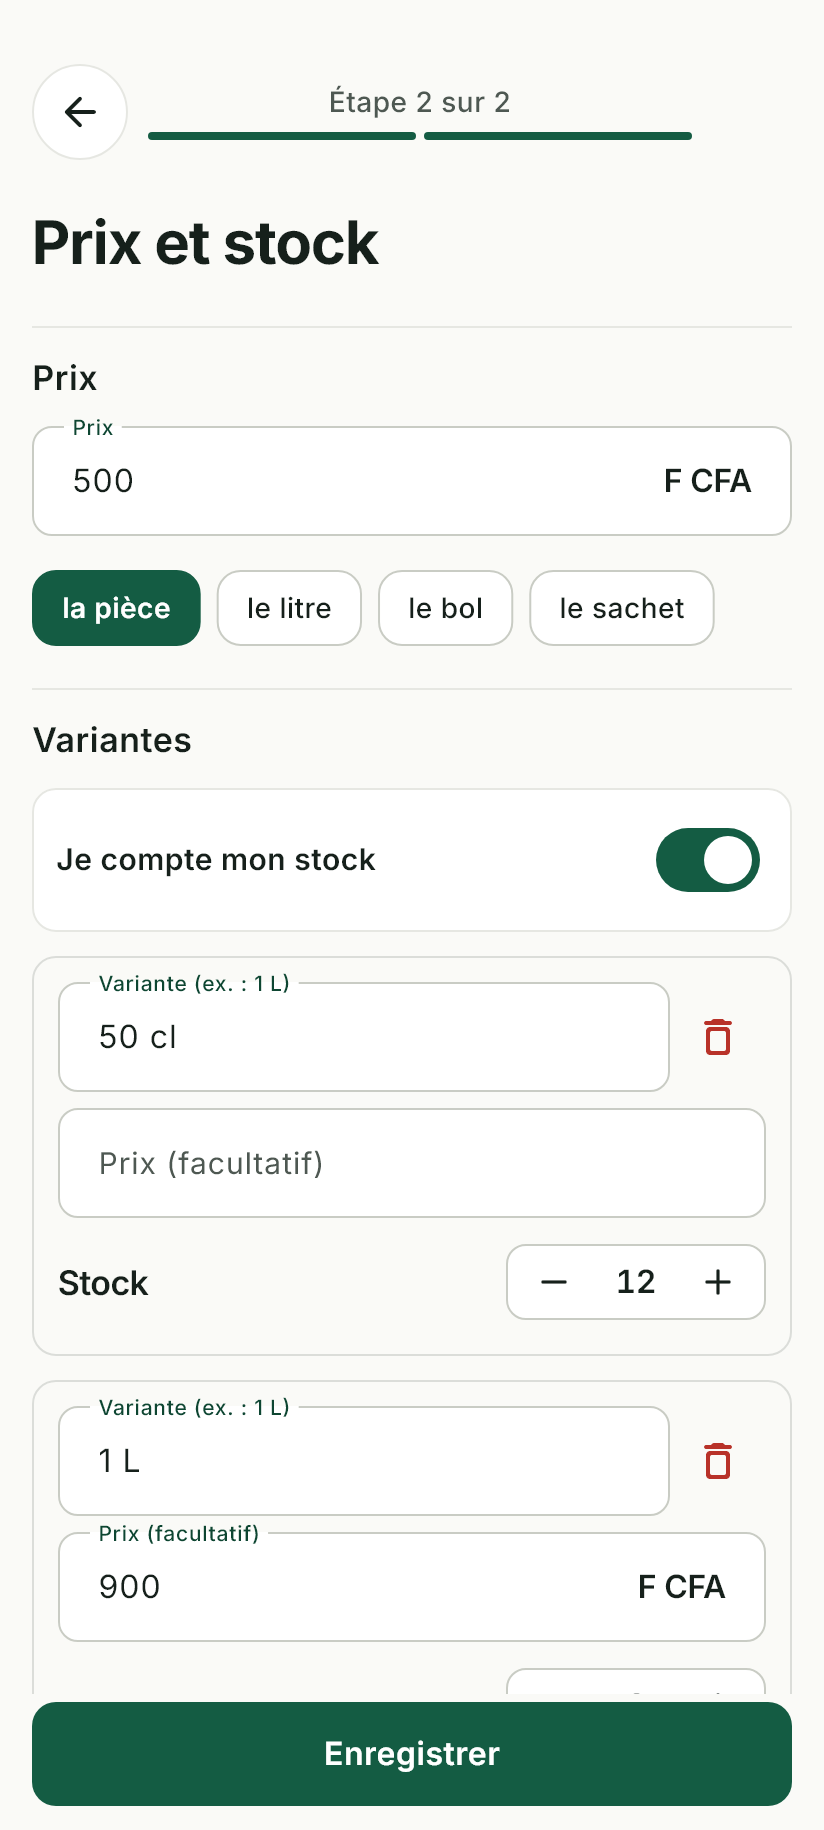 Étape 2 sur 2
Prix et stock
Prix
Prix
500 F CFA
la pièce le litre le bol le sachet
Variantes
Je compte mon stock
Variante (ex. : 1 L)
50 cl
Prix (facultatif)
Stock − 12 +
Variante (ex. : 1 L)
1 L
Prix (facultatif)
900 F CFA
Enregistrer